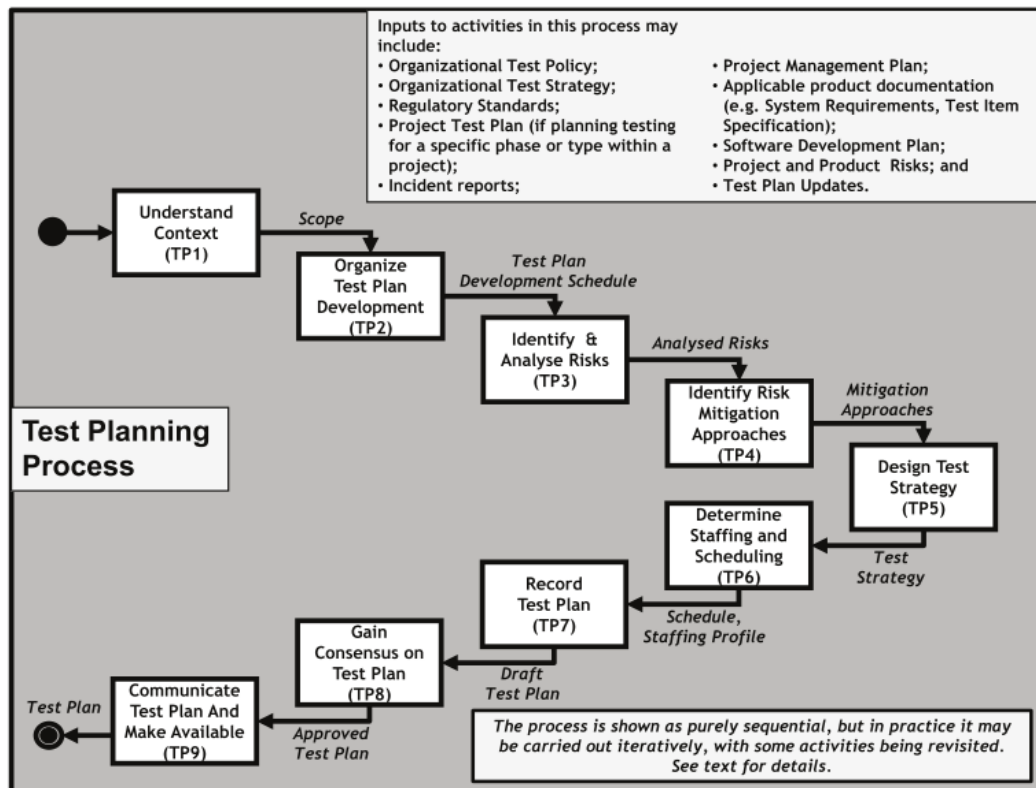 Inputs to activities in this process may
include:
• Organizational Test Policy;
• Organizational Test Strategy;
• Regulatory Standards;
• Project Test Plan (if planning testing
for a specific phase or type within a
project);
• Incident reports;
• Project Management Plan;
• Applicable product documentation
(e.g. System Requirements, Test Item
Specification);
• Software Development Plan;
• Project and Product Risks; and
• Test Plan Updates.
Understand
Context
(TP1)
Scope
Organize
Test Plan
Development
(TP2)
Test Plan
Development Schedule
Identify &
Analyse Risks
(TP3)
Analysed Risks
Identify Risk
Mitigation
Approaches
(TP4)
Mitigation
Approaches
Test Planning
Process
Design Test
Strategy
(TP5)
Test
Strategy
Determine
Staffing and
Scheduling
(TP6)
Schedule,
Staffing Profile
Record
Test Plan
(TP7)
Draft
Test Plan
Gain
Consensus on
Test Plan
(TP8)
Approved
Test Plan
Communicate
Test Plan And
Make Available
(TP9)
Test Plan
The process is shown as purely sequential, but in practice it may
be carried out iteratively, with some activities being revisited.
See text for details.